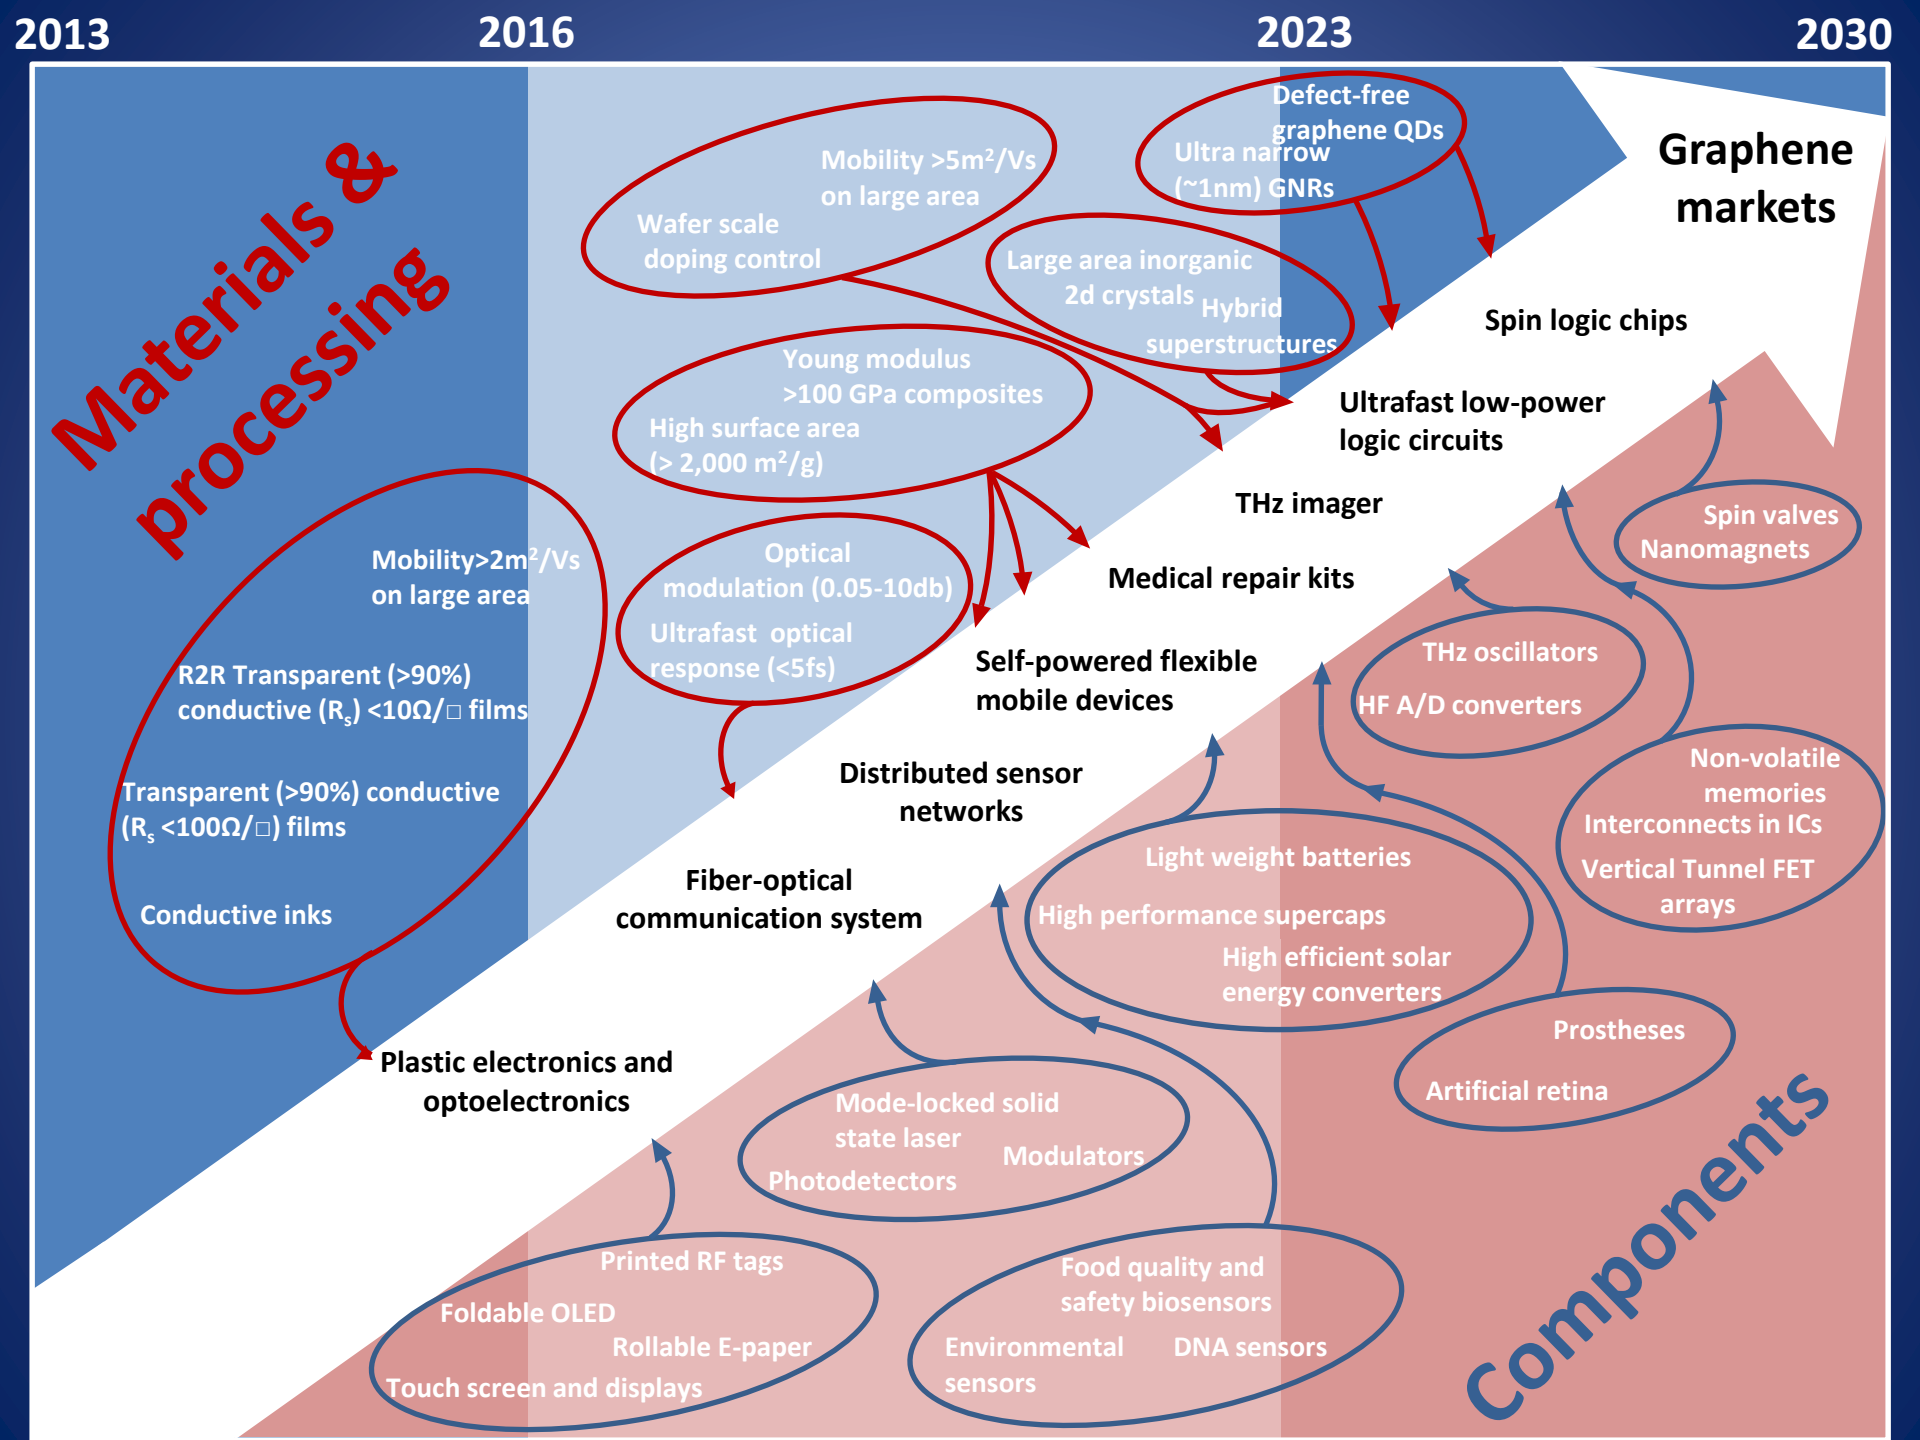 2013
2016
2023
2030
Materials &
processing
Defect-free
graphene QDs
Ultra narrow
(~1nm) GNRs
Mobility >5m²/Vs
on large area
Wafer scale
doping control
Large area inorganic
2d crystals
Hybrid
superstructures
Young modulus
>100 GPa composites
High surface area
(> 2,000 m²/g)
Optical
modulation (0.05-10db)
Ultrafast optical
response (<5fs)
Mobility>2m²/Vs
on large area
R2R Transparent (>90%)
conductive (Rₛ) <10Ω/□ films
Transparent (>90%) conductive
(Rₛ <100Ω/□) films
Conductive inks
Graphene
markets
Spin logic chips
Ultrafast low-power
logic circuits
THz imager
Medical repair kits
Self-powered flexible
mobile devices
Distributed sensor
networks
Fiber-optical
communication system
Plastic electronics and
optoelectronics
Spin valves
Nanomagnets
THz oscillators
HF A/D converters
Non-volatile
memories
Interconnects in ICs
Vertical Tunnel FET
arrays
Light weight batteries
High performance supercaps
High efficient solar
energy converters
Prostheses
Artificial retina
Mode-locked solid
state laser
Modulators
Photodetectors
Printed RF tags
Foldable OLED
Rollable E-paper
Touch screen and displays
Food quality and
safety biosensors
Environmental
sensors
DNA sensors
Components